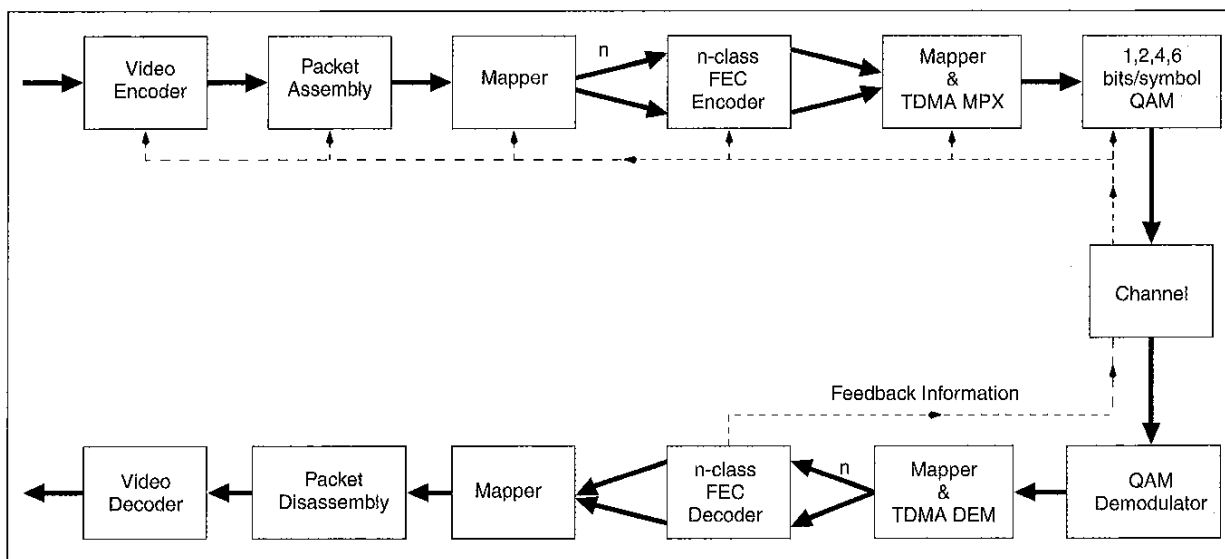 Video
Encoder
Packet
Assembly
Mapper
n
n-class
FEC
Encoder
Mapper
&
TDMA MPX
1,2,4,6
bits/symbol
QAM
Channel
Feedback Information
Video
Decoder
Packet
Disassembly
Mapper
n-class
FEC
Decoder
n
Mapper
&
TDMA DEM
QAM
Demodulator